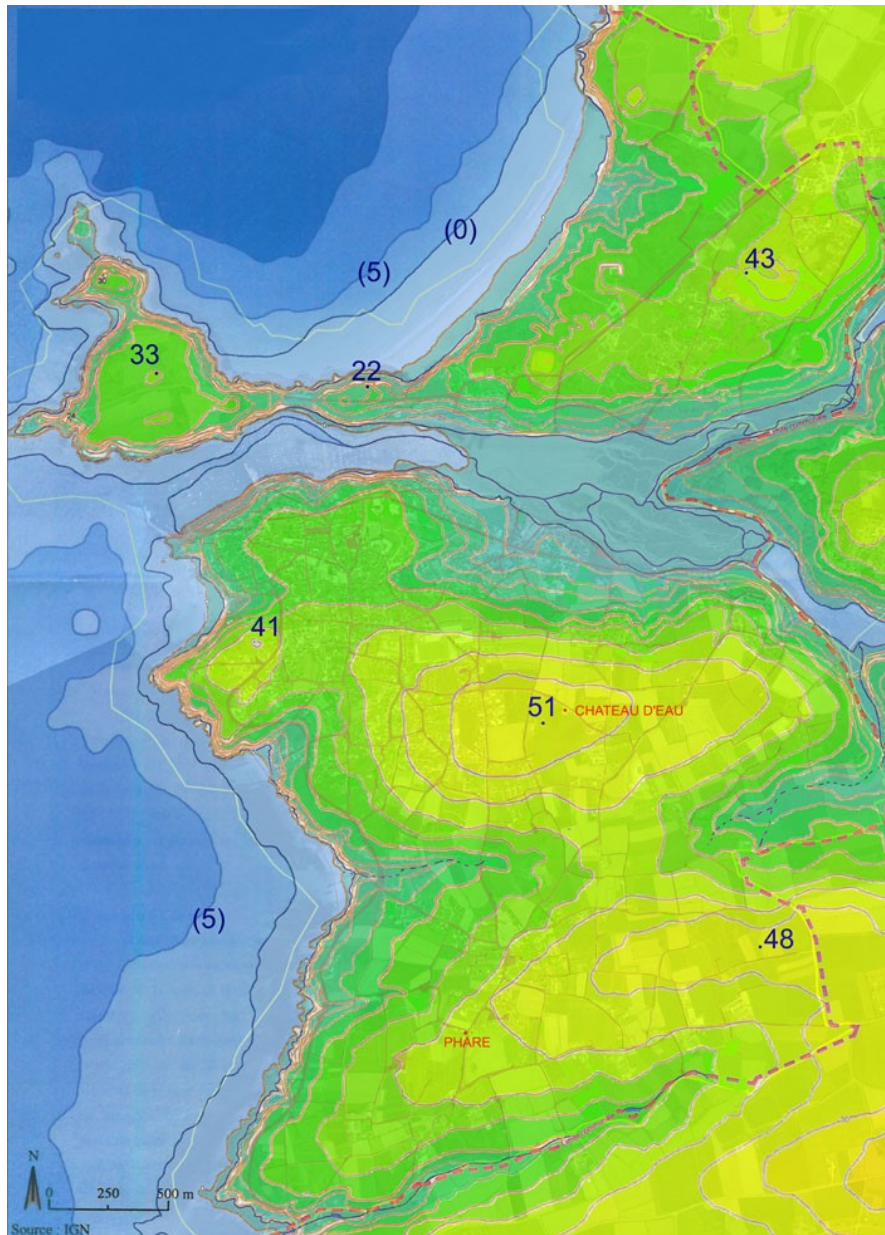 (0)
(5)
43
33
22
41
51
CHATEAU D'EAU
(5)
48
PHARE
N
0 250 500 m
Source : IGN